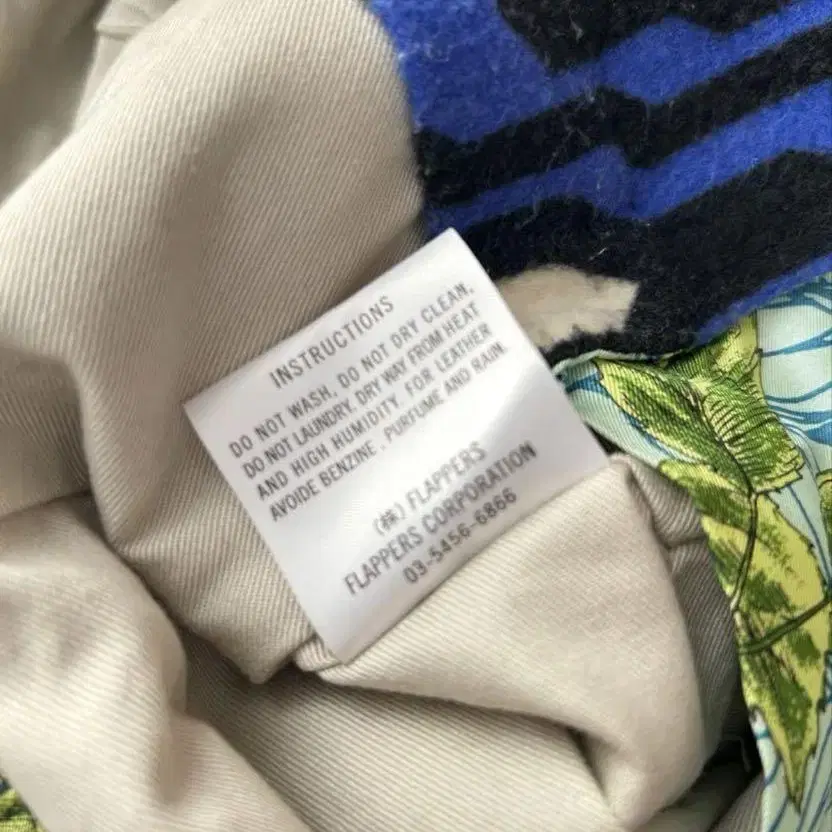 INSTRUCTIONS
DO NOT WASH, DO NOT DRY CLEAN,
DO NOT LAUNDRY. DRY WAY FROM HEAT
AND HIGH HUMIDITY. FOR LEATHER
AVOIDE BENZINE . PURFUME AND RAIN.
(株) FLAPPERS
FLAPPERS CORPORATION
03-5456-6866